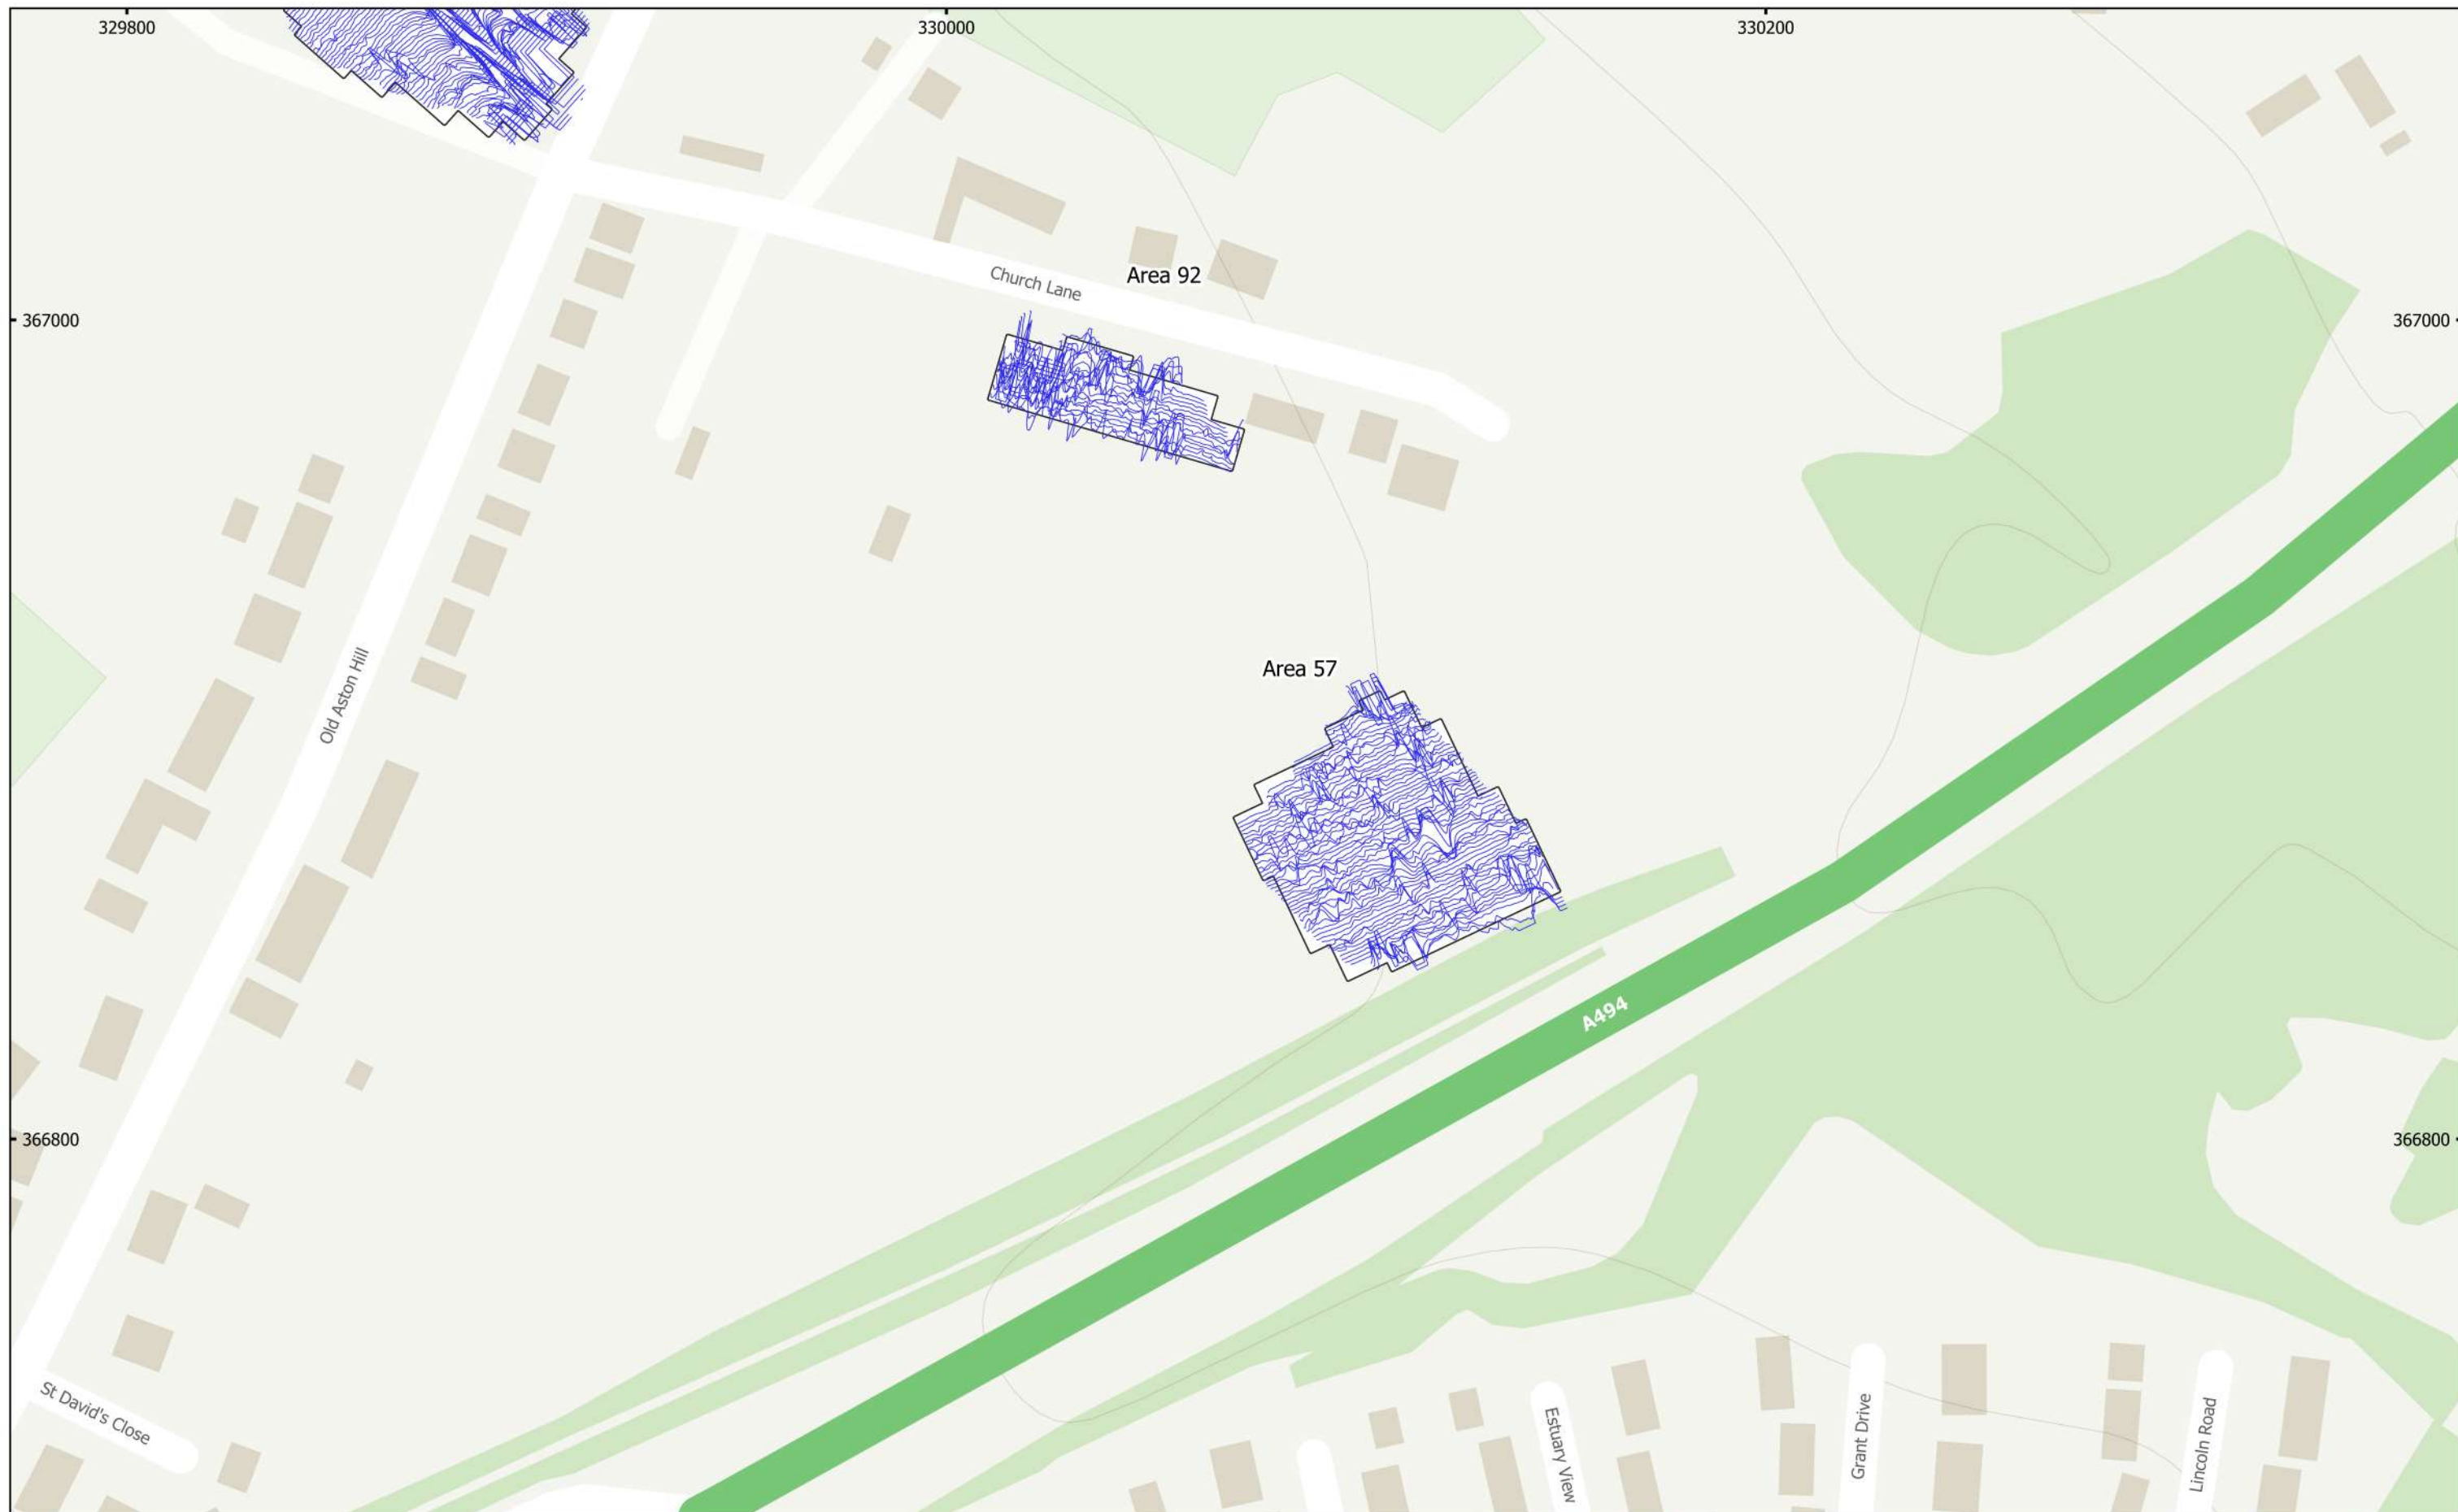 329800
330000
330200
Church Lane
Area 92
367000
367000
Area 57
Old Aston Hill
A494
366800
366800
St David's Close
Estuary View
Grant Drive
Lincoln Road